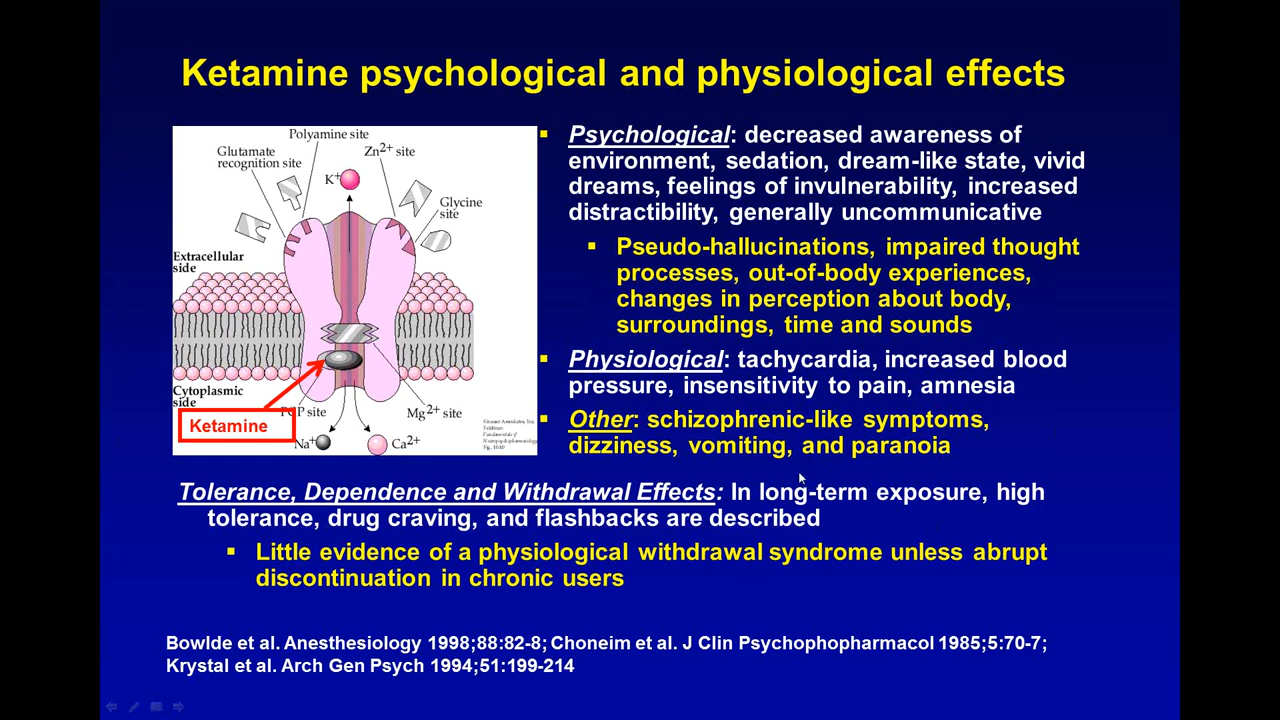 Ketamine psychological and physiological effects
Polyamine site
Glutamate
recognition site
Zn2+ site
K+
Glycine
site
Extracellular
side
Cytoplasmic
side
PCP site
Mg2+ site
Ketamine
Na+
Ca2+
Sinauer Associates, Inc.
Feldman
Fundamentals of
Neuropsychopharmacology
▪ Psychological: decreased awareness of
environment, sedation, dream-like state, vivid
dreams, feelings of invulnerability, increased
distractibility, generally uncommunicative
▪ Pseudo-hallucinations, impaired thought
processes, out-of-body experiences,
changes in perception about body,
surroundings, time and sounds
▪ Physiological: tachycardia, increased blood
pressure, insensitivity to pain, amnesia
▪ Other: schizophrenic-like symptoms,
dizziness, vomiting, and paranoia
Tolerance, Dependence and Withdrawal Effects: In long-term exposure, high
tolerance, drug craving, and flashbacks are described
▪ Little evidence of a physiological withdrawal syndrome unless abrupt
discontinuation in chronic users
Bowlde et al. Anesthesiology 1998;88:82-8; Choneim et al. J Clin Psychophopharmacol 1985;5:70-7;
Krystal et al. Arch Gen Psych 1994;51:199-214